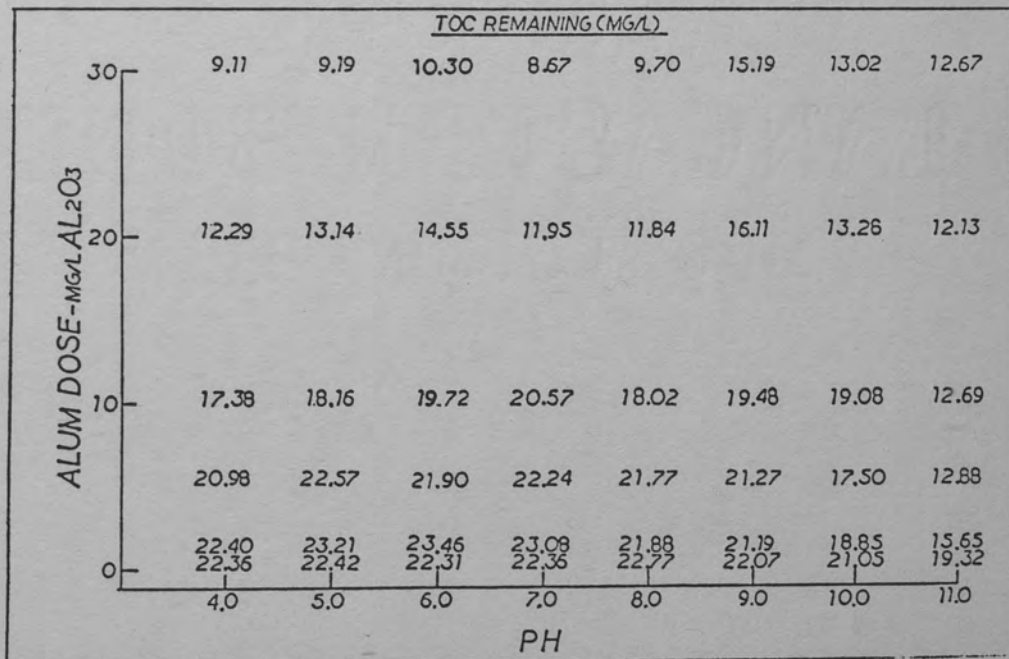 TOC REMAINING (MG/L)
30 9.11 9.19 10.30 8.67 9.70 15.19 13.02 12.67
ALUM DOSE-MG/L AL2O3
20 12.29 13.14 14.55 11.95 11.84 16.11 13.26 12.13
10 17.38 18.16 19.72 20.57 18.02 19.48 19.08 12.69
20.98 22.57 21.90 22.24 21.77 21.27 17.50 12.88
22.40 23.21 23.46 23.08 21.88 21.19 18.85 15.65
0 22.36 22.42 22.31 22.36 22.77 22.07 21.05 19.32
4.0 5.0 6.0 7.0 8.0 9.0 10.0 11.0
PH